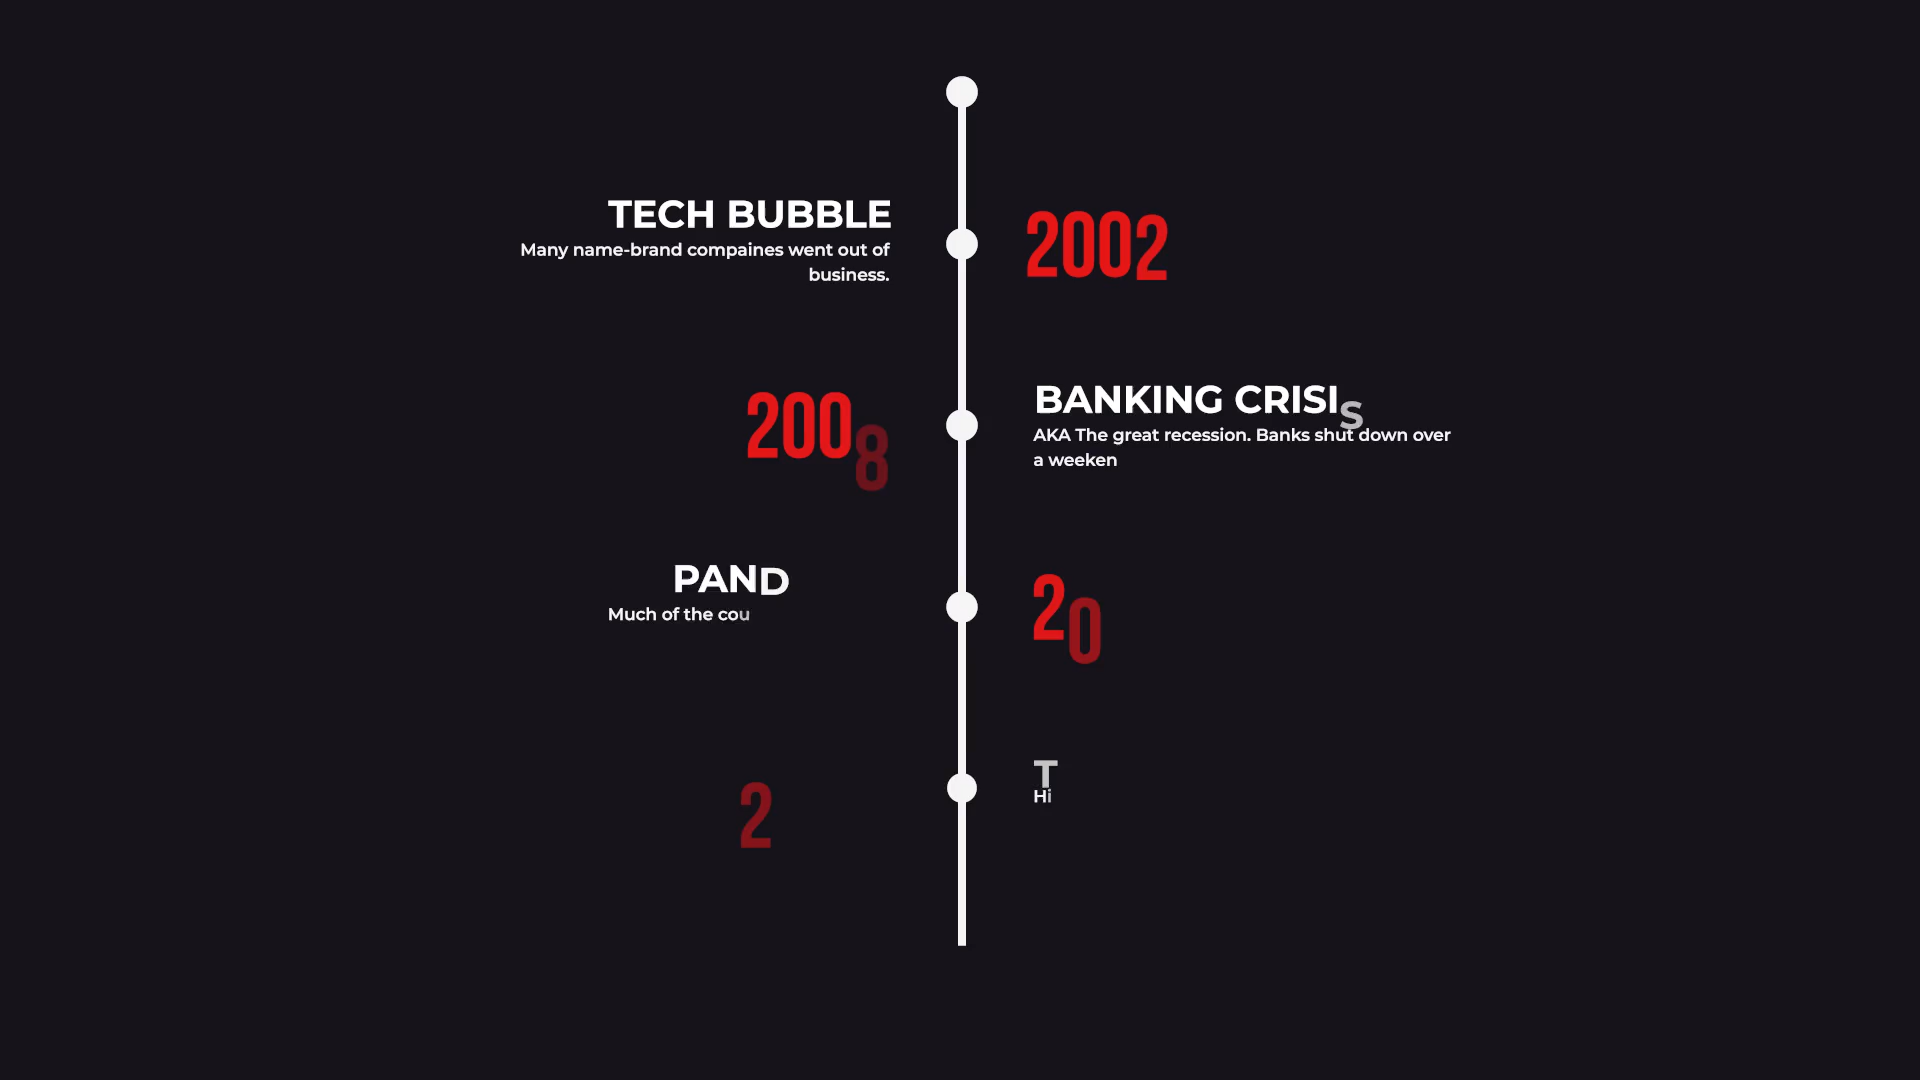 TECH BUBBLE
Many name-brand compaines went out of
business.
2002
2008
BANKING CRISIS
AKA The great recession. Banks shut down over
a weeken
PAND
Much of the cou
20
2
T
Hi